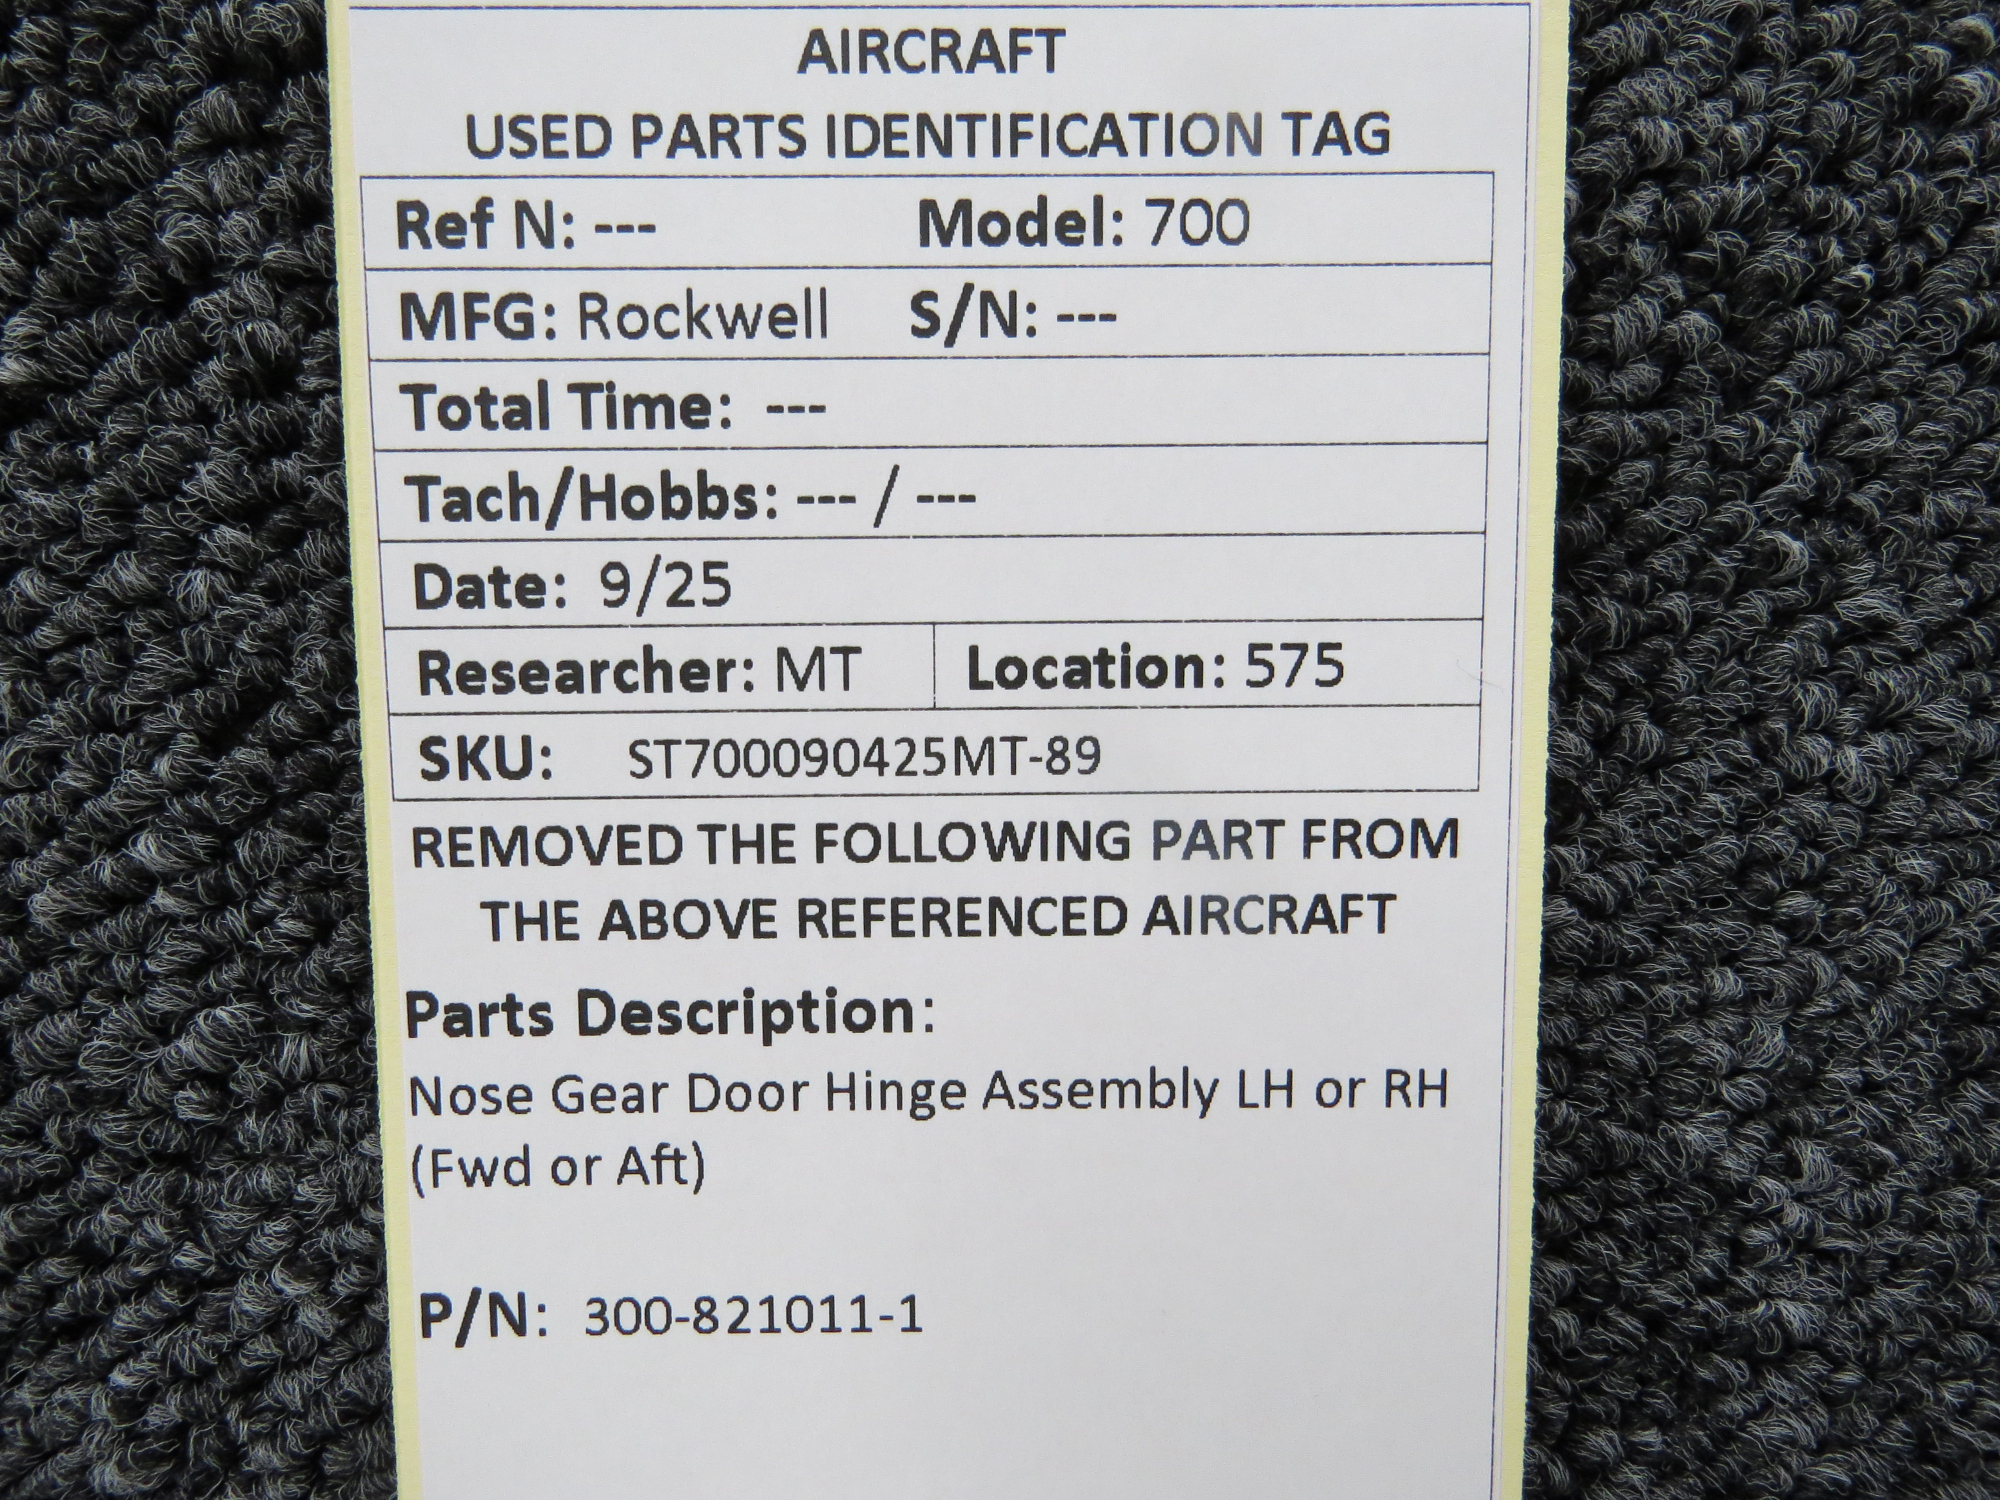 AIRCRAFT
USED PARTS IDENTIFICATION TAG
Ref N: --- Model: 700
MFG: Rockwell S/N: ---
Total Time: ---
Tach/Hobbs: --- / ---
Date: 9/25
Researcher: MT Location: 575
SKU: ST700090425MT-89
REMOVED THE FOLLOWING PART FROM
THE ABOVE REFERENCED AIRCRAFT
Parts Description:
Nose Gear Door Hinge Assembly LH or RH
(Fwd or Aft)
P/N: 300-821011-1